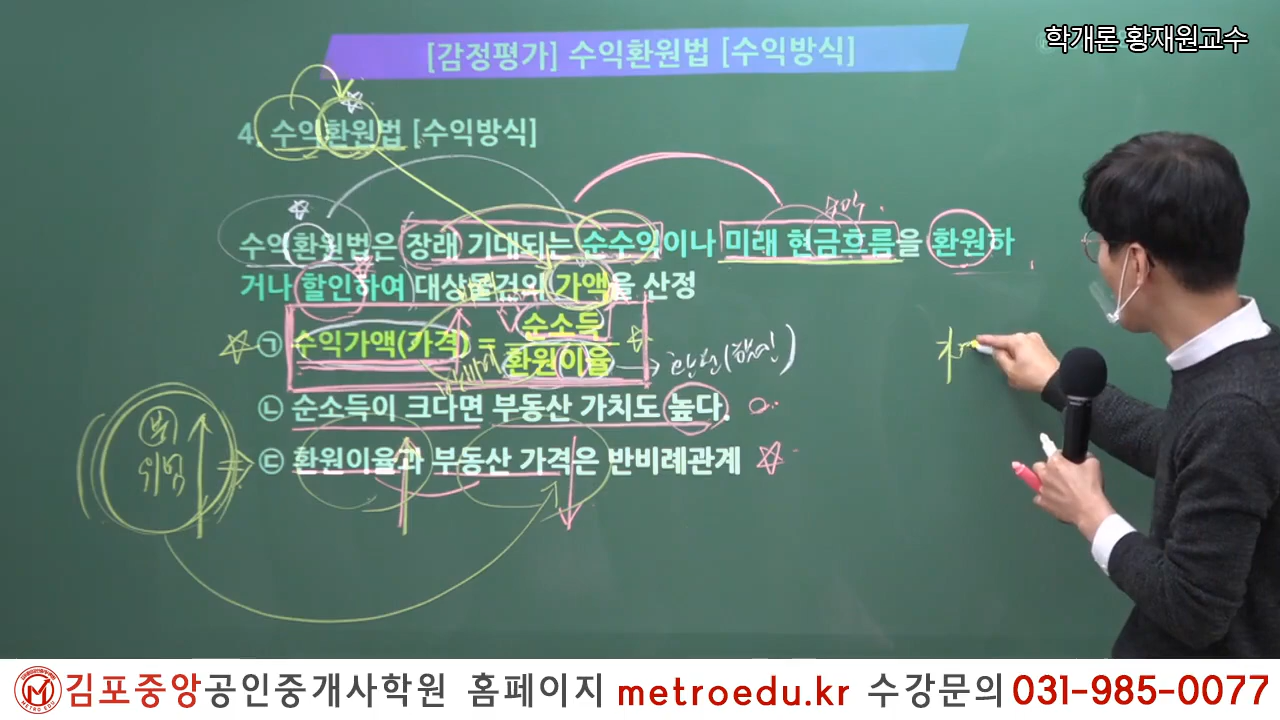 학개론 황재원교수
[감정평가] 수익환원법 [수익방식]
4. 수익환원법 [수익방식]
수익환원법은 장래 기대되는 순수익이나 미래 현금흐름을 환원하
거나 할인하여 대상물건의 가액을 산정
㉠ 수익가액(가격) = 순소득
환원이율
㉡ 순소득이 크다면 부동산 가치도 높다.
㉢ 환원이율과 부동산 가격은 반비례관계
위험
METRO EDU
김포중앙공인중개사학원 홈페이지 metroedu.kr 수강문의 031-985-0077